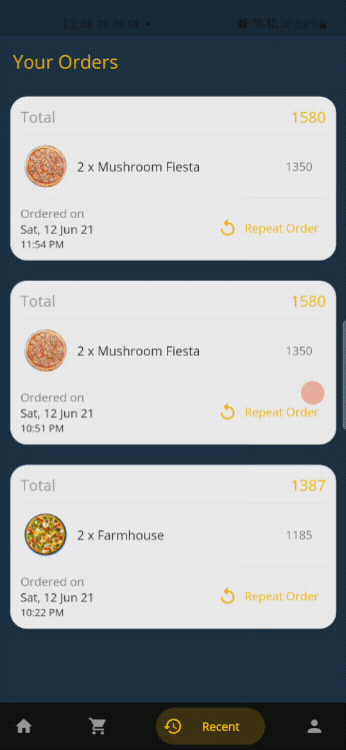 12:43
63%
Your Orders
Total 1580
2 x Mushroom Fiesta 1350
Ordered on
Sat, 12 Jun 21
11:54 PM
Repeat Order
Total 1580
2 x Mushroom Fiesta 1350
Ordered on
Sat, 12 Jun 21
10:51 PM
Repeat Order
Total 1387
2 x Farmhouse 1185
Ordered on
Sat, 12 Jun 21
10:22 PM
Repeat Order
Recent